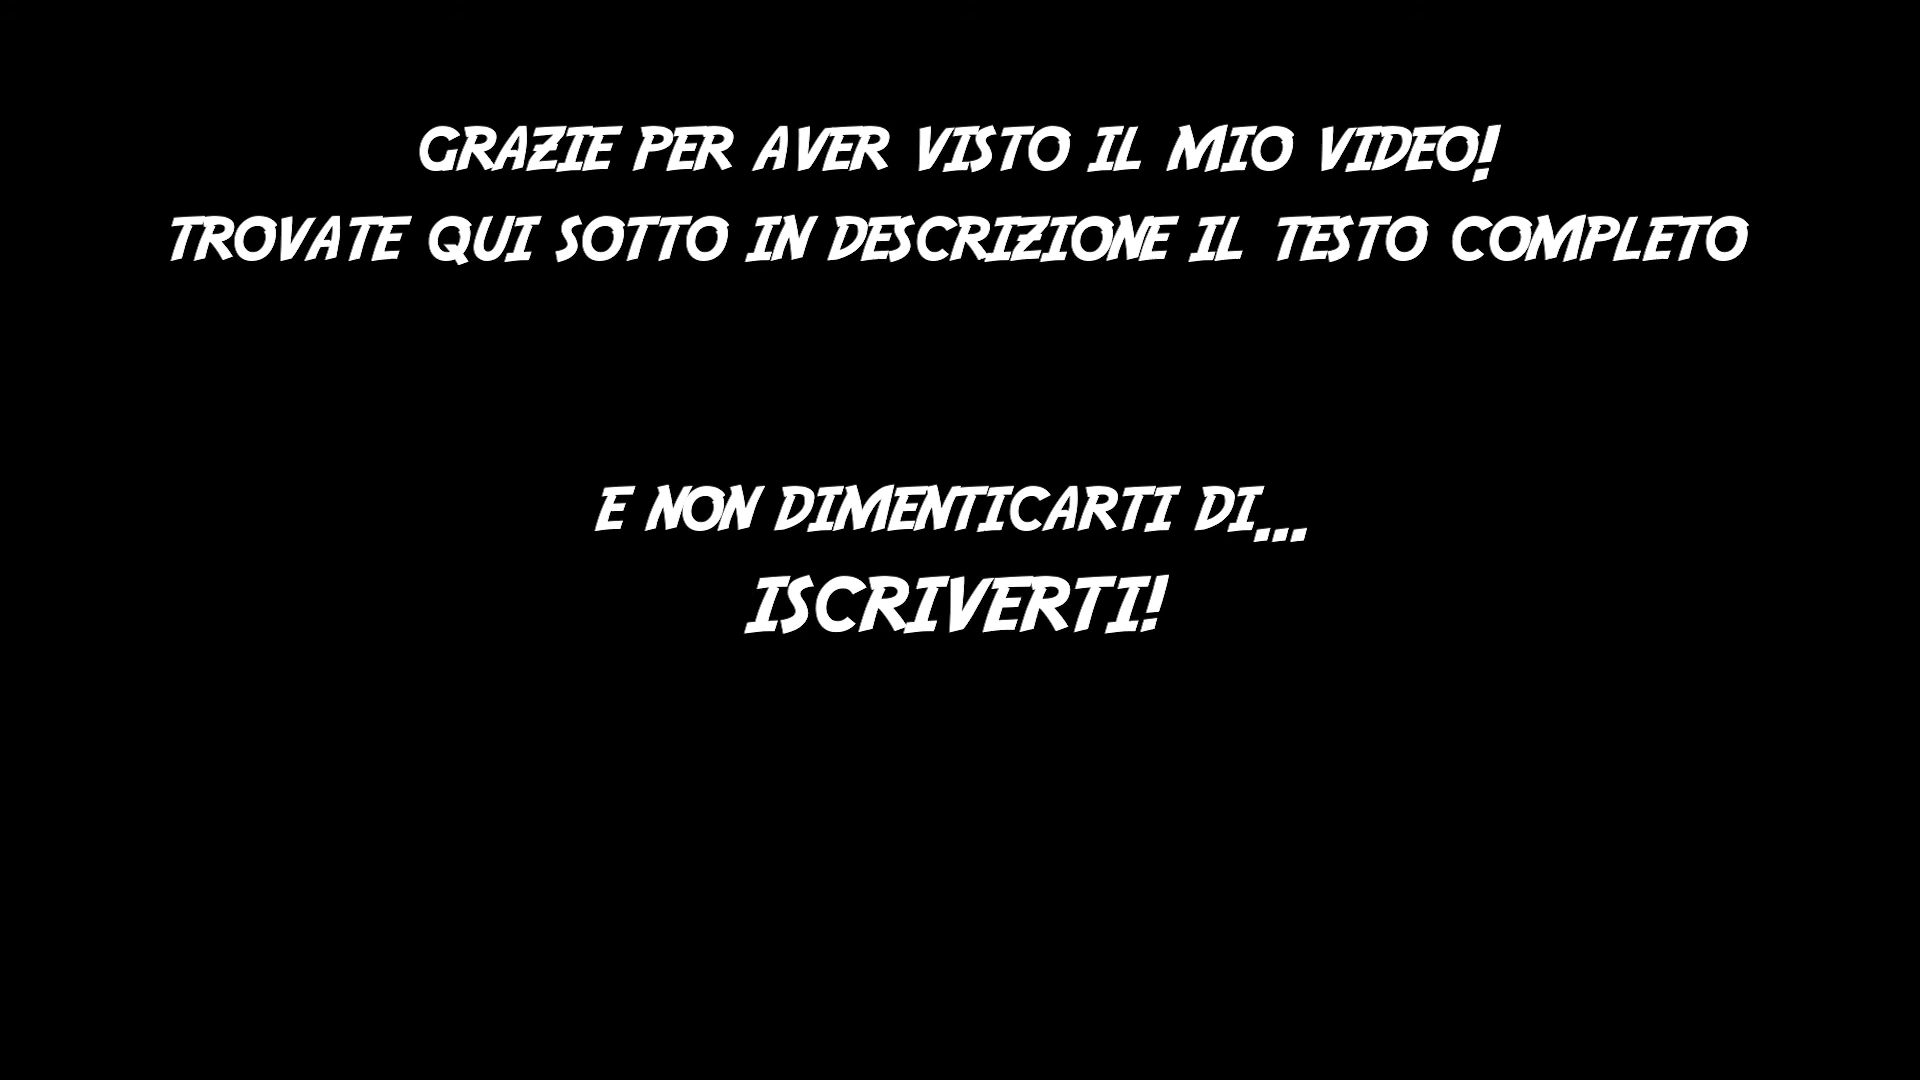 GRAZIE PER AVER VISTO IL MIO VIDEO!
TROVATE QUI SOTTO IN DESCRIZIONE IL TESTO COMPLETO
E NON DIMENTICARTI DI...
ISCRIVERTI!